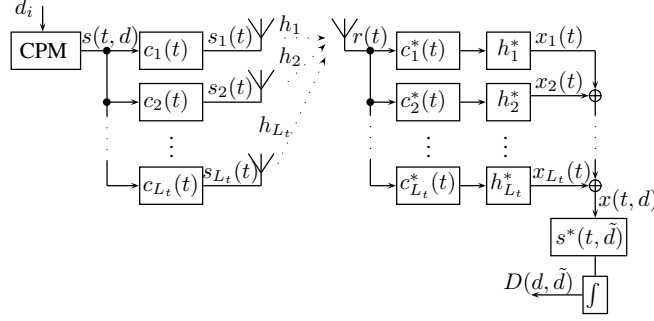 d_i
CPM s(t, d) c_1(t) s_1(t) h_1 r(t) c_1^*(t) h_1^* x_1(t)
h_2
c_2(t) s_2(t) c_2^*(t) h_2^* x_2(t)
⋮ h_{L_t} ⋮ ⋮
c_{L_t}(t) s_{L_t}(t) c_{L_t}^*(t) h_{L_t}^* x_{L_t}(t)
x(t, d)
s^*(t, \tilde{d})
D(d, \tilde{d}) ∫